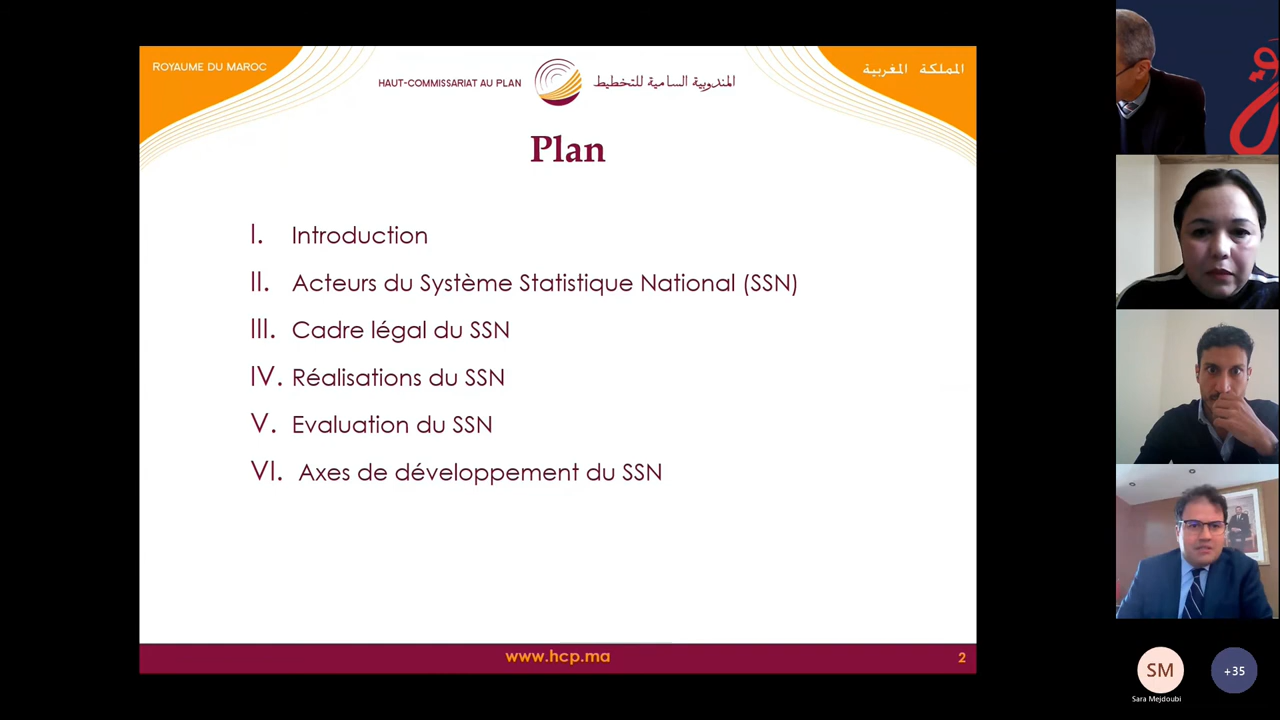 ROYAUME DU MAROC
HAUT-COMMISSARIAT AU PLAN
المندوبية السامية للتخطيط
المملكة المغربية
Plan
I. Introduction
II. Acteurs du Système Statistique National (SSN)
III. Cadre légal du SSN
IV. Réalisations du SSN
V. Evaluation du SSN
VI. Axes de développement du SSN
www.hcp.ma
2
SM
Sara Mejdoubi
+35